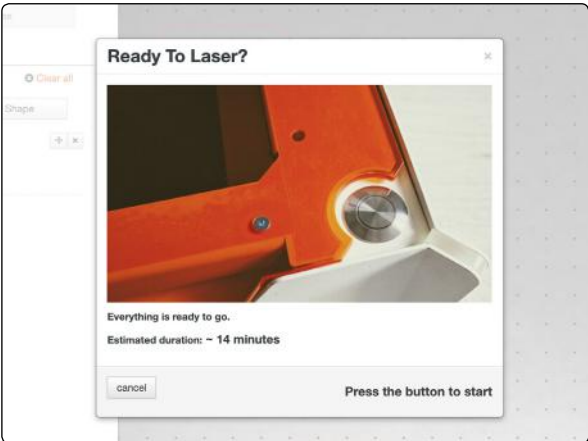 Clear all
Shape
Ready To Laser?
×
Everything is ready to go.
Estimated duration: ~ 14 minutes
cancel
Press the button to start